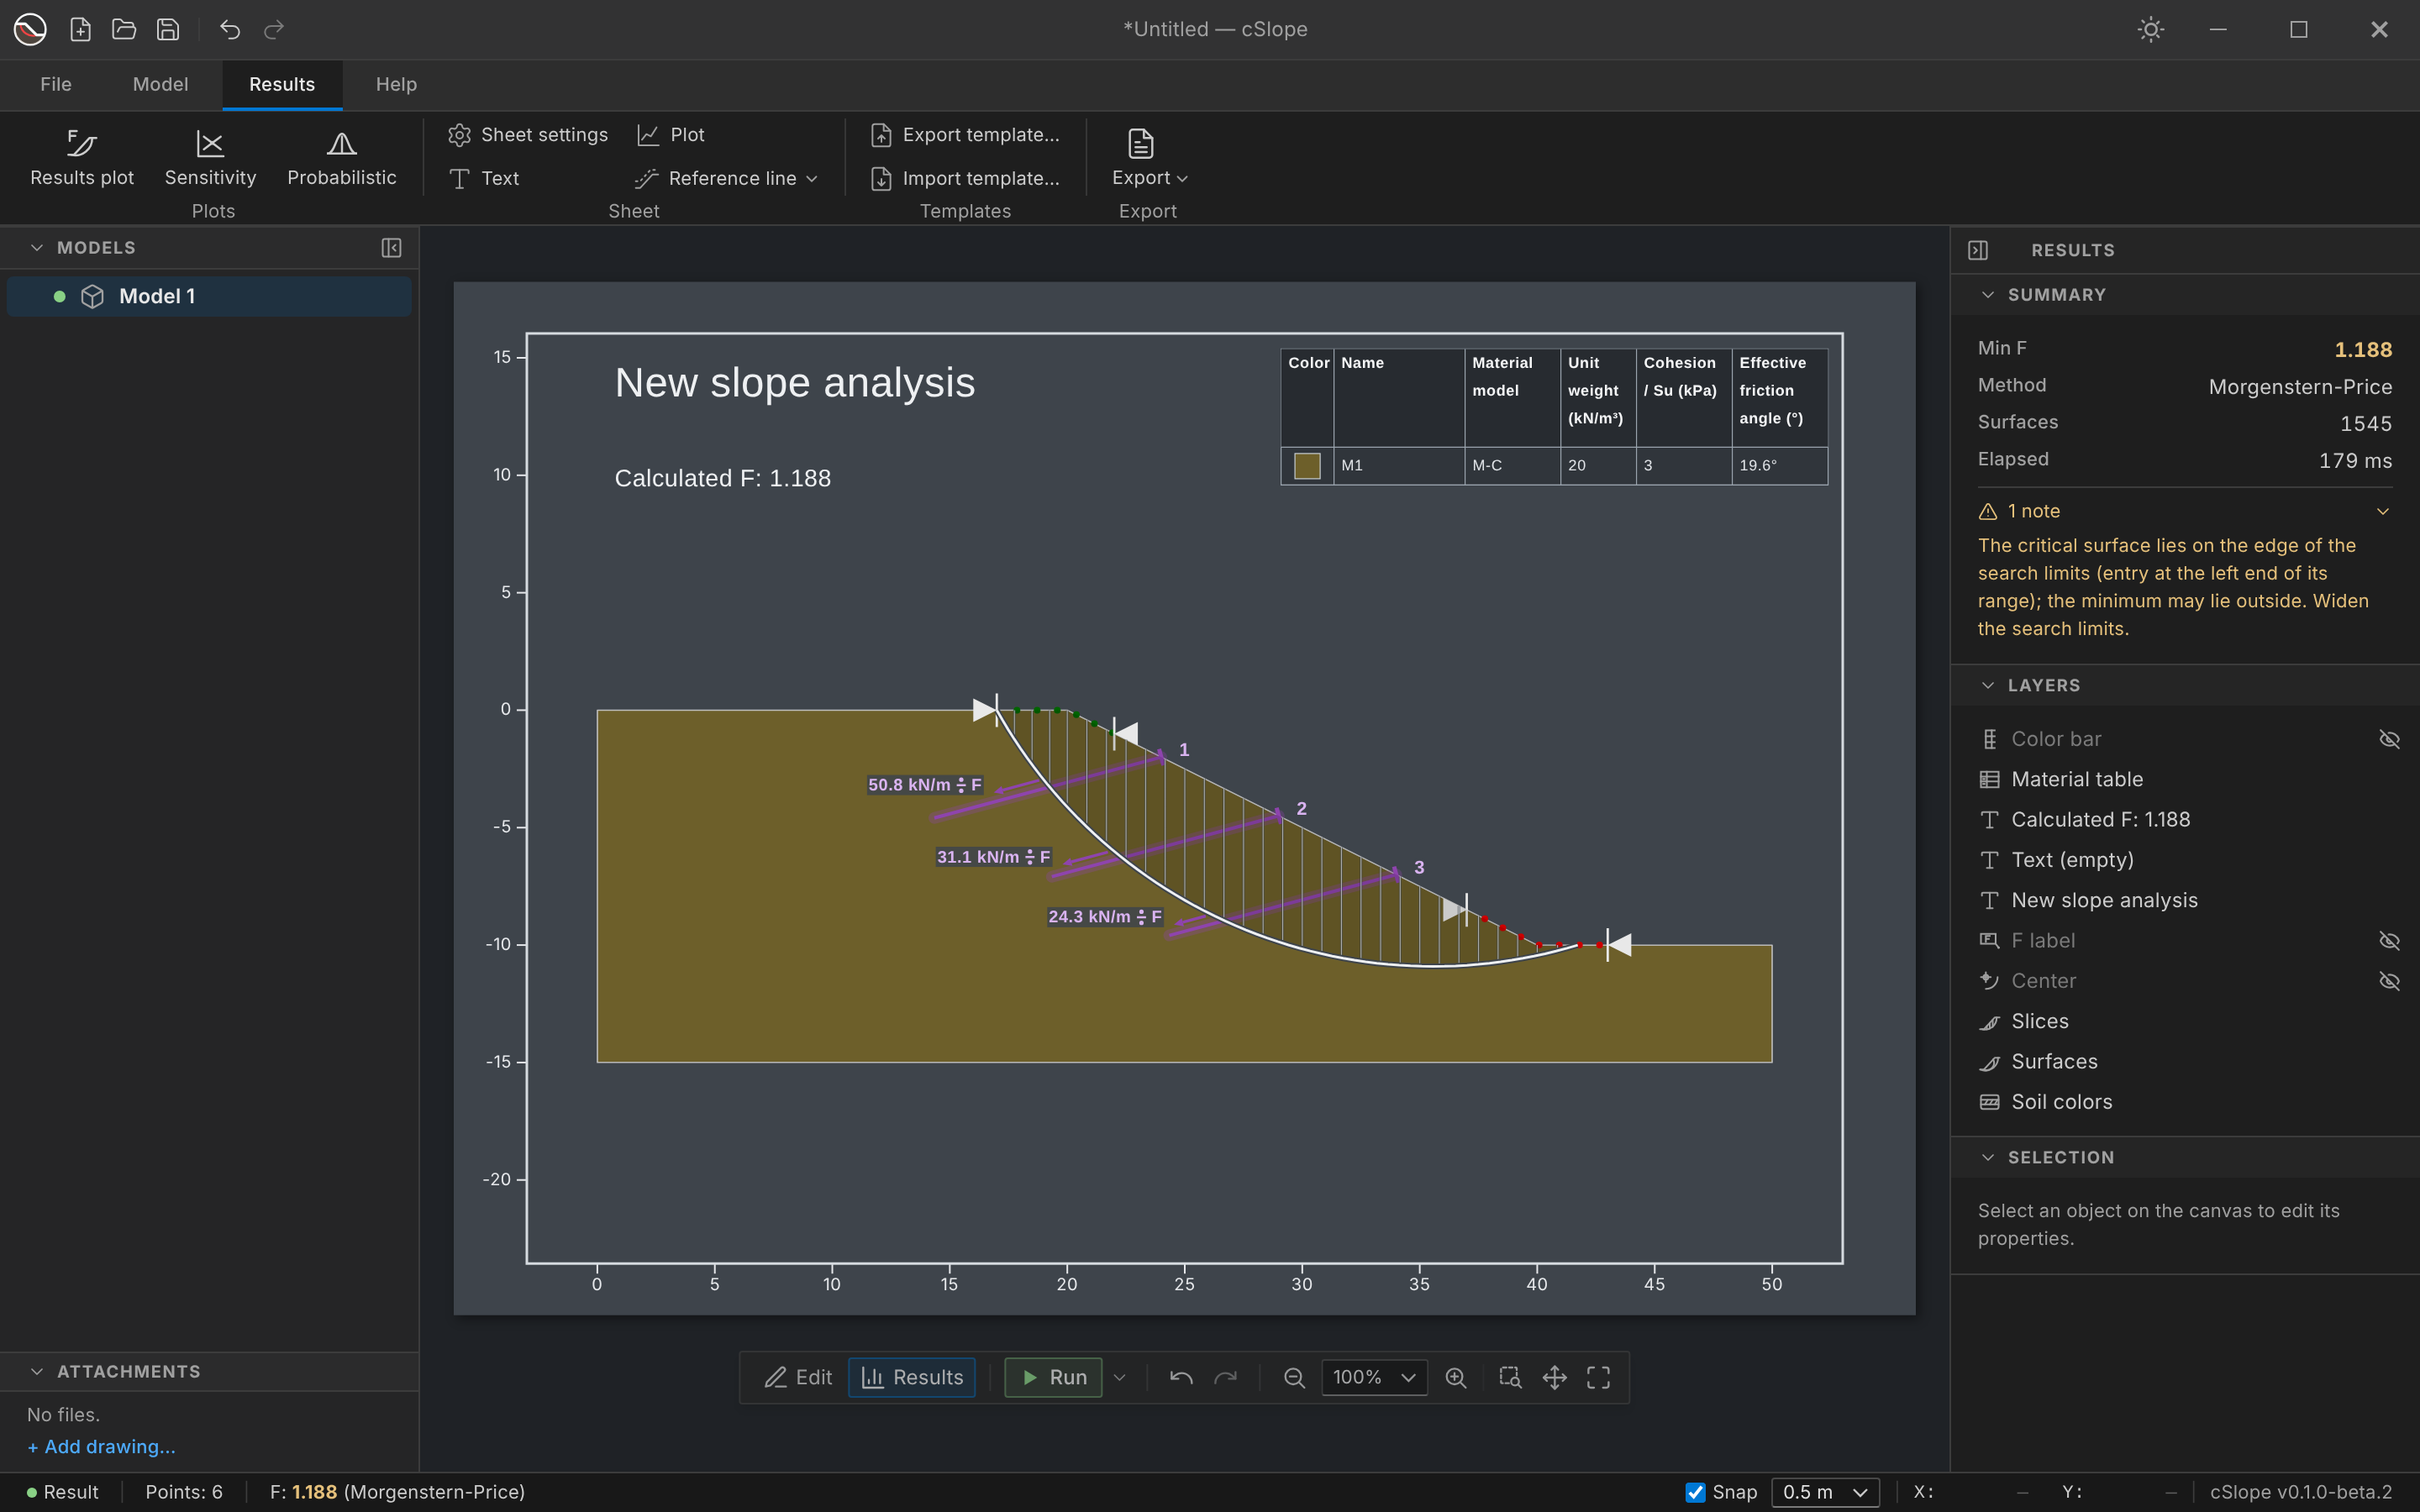 *Untitled — cSlope
File
Model
Results
Help
Results plot
Sensitivity
Probabilistic
Plots
Sheet settings
Plot
Text
Reference line
Sheet
Export template...
Import template...
Templates
Export
Export
MODELS
Model 1
ATTACHMENTS
No files.
+ Add drawing...
15
10
5
0
-5
-10
-15
-20
0
5
10
15
20
25
30
35
40
45
50
New slope analysis
Calculated F: 1.188
Color
Name
Material
model
Unit
weight
(kN/m³)
Cohesion
/ Su (kPa)
Effective
friction
angle (°)
M1
M-C
20
3
19.6°
1
50.8 kN/m ÷ F
2
31.1 kN/m ÷ F
3
24.3 kN/m ÷ F
Edit
Results
Run
100%
RESULTS
SUMMARY
Min F
1.188
Method
Morgenstern-Price
Surfaces
1545
Elapsed
179 ms
1 note
The critical surface lies on the edge of the
search limits (entry at the left end of its
range); the minimum may lie outside. Widen
the search limits.
LAYERS
Color bar
Material table
Calculated F: 1.188
Text (empty)
New slope analysis
F label
Center
Slices
Surfaces
Soil colors
SELECTION
Select an object on the canvas to edit its
properties.
Result
Points: 6
F: 1.188 (Morgenstern-Price)
Snap
0.5 m
X: –
Y: –
cSlope v0.1.0-beta.2